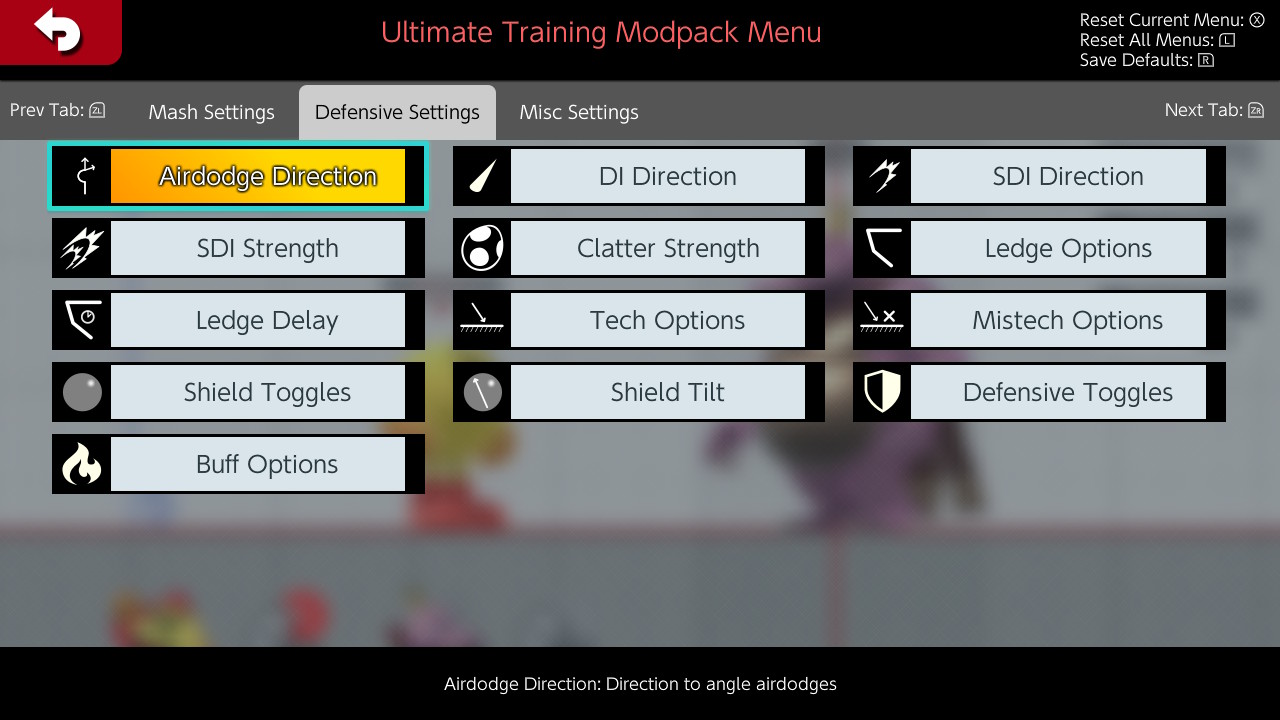 Ultimate Training Modpack Menu
Reset Current Menu: Ⓧ
Reset All Menus: L
Save Defaults: R
Prev Tab: ZL
Mash Settings
Defensive Settings
Misc Settings
Next Tab: ZR
Airdodge Direction
DI Direction
SDI Direction
SDI Strength
Clatter Strength
Ledge Options
Ledge Delay
Tech Options
Mistech Options
Shield Toggles
Shield Tilt
Defensive Toggles
Buff Options
Airdodge Direction: Direction to angle airdodges